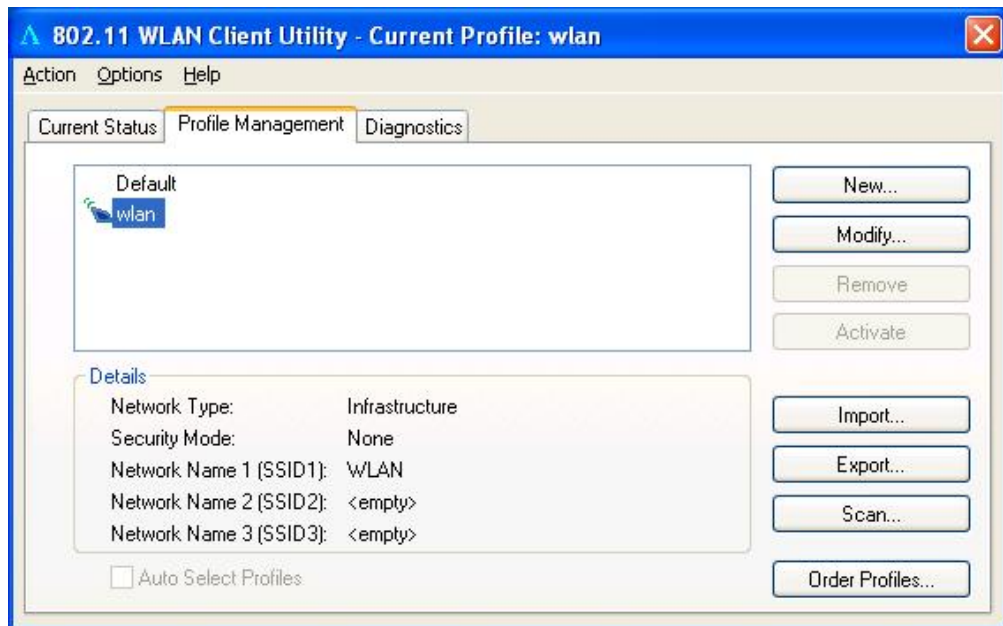 802.11 WLAN Client Utility - Current Profile: wlan
Action Options Help
Current Status Profile Management Diagnostics
Default
wlan
New...
Modify...
Remove
Activate
Details
Network Type: Infrastructure
Security Mode: None
Network Name 1 (SSID1): WLAN
Network Name 2 (SSID2): <empty>
Network Name 3 (SSID3): <empty>
Import...
Export...
Scan...
Auto Select Profiles
Order Profiles...